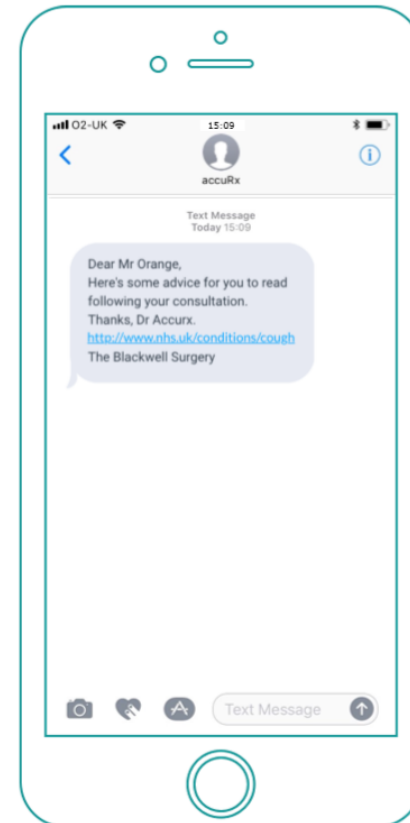 O2-UK
15:09
accuRx
Text Message
Today 15:09
Dear Mr Orange,
Here's some advice for you to read
following your consultation.
Thanks, Dr Accurx.
http://www.nhs.uk/conditions/cough
The Blackwell Surgery
Text Message